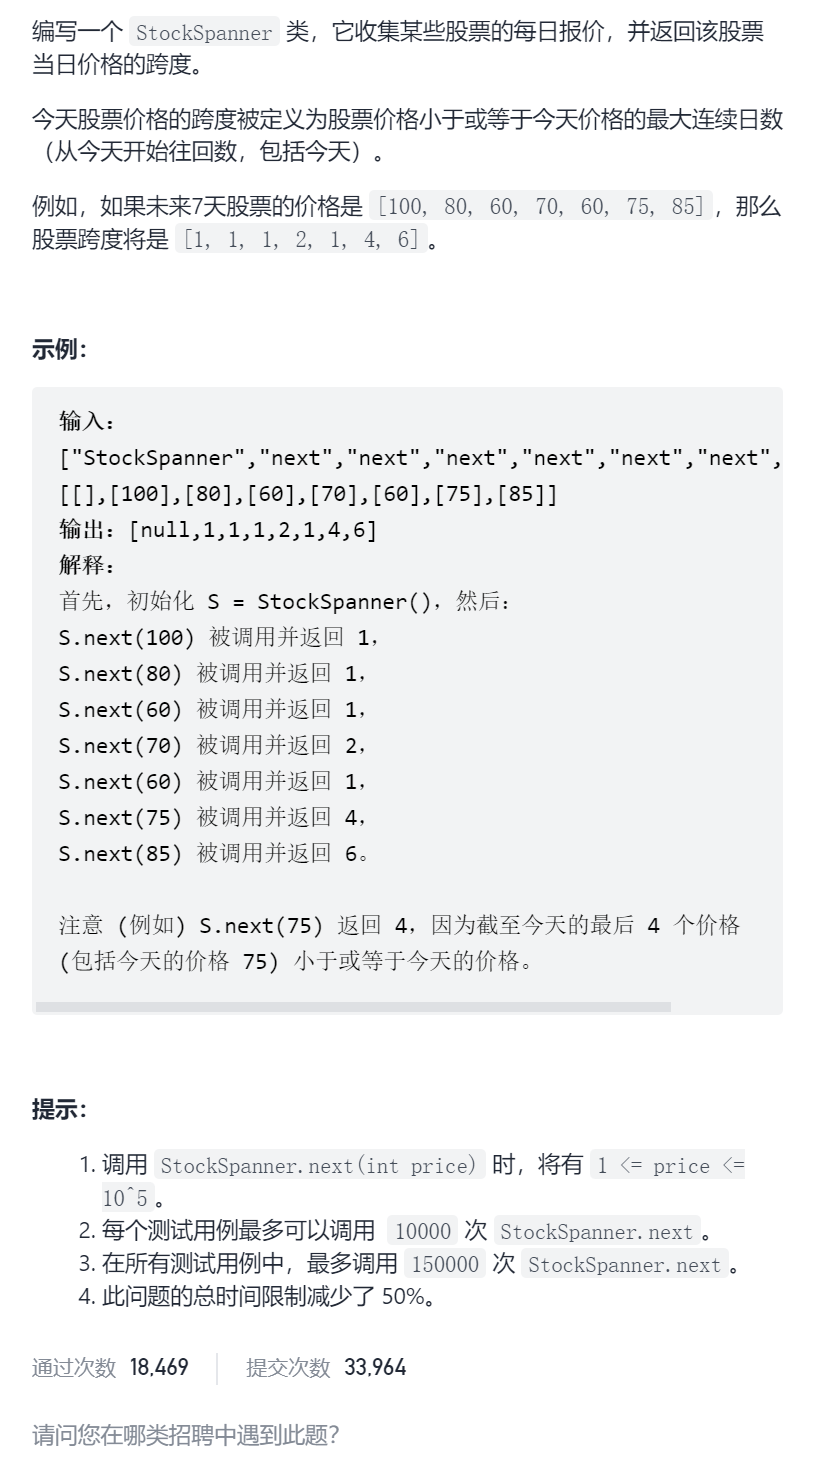 编写一个 StockSpanner 类，它收集某些股票的每日报价，并返回该股票
当日价格的跨度。
今天股票价格的跨度被定义为股票价格小于或等于今天价格的最大连续日数
（从今天开始往回数，包括今天）。
例如，如果未来7天股票的价格是 [100, 80, 60, 70, 60, 75, 85]，那么
股票跨度将是 [1, 1, 1, 2, 1, 4, 6]。
示例：
输入：
["StockSpanner","next","next","next","next","next","next",
[[],[100],[80],[60],[70],[60],[75],[85]]
输出：[null,1,1,1,2,1,4,6]
解释：
首先，初始化 S = StockSpanner()，然后：
S.next(100) 被调用并返回 1，
S.next(80) 被调用并返回 1，
S.next(60) 被调用并返回 1，
S.next(70) 被调用并返回 2，
S.next(60) 被调用并返回 1，
S.next(75) 被调用并返回 4，
S.next(85) 被调用并返回 6。
注意 (例如) S.next(75) 返回 4，因为截至今天的最后 4 个价格
(包括今天的价格 75) 小于或等于今天的价格。
提示：
1. 调用 StockSpanner.next(int price) 时，将有 1 <= price <=
10^5。
2. 每个测试用例最多可以调用 10000 次 StockSpanner.next。
3. 在所有测试用例中，最多调用 150000 次 StockSpanner.next。
4. 此问题的总时间限制减少了 50%。
通过次数 18,469 提交次数 33,964
请问您在哪类招聘中遇到此题？